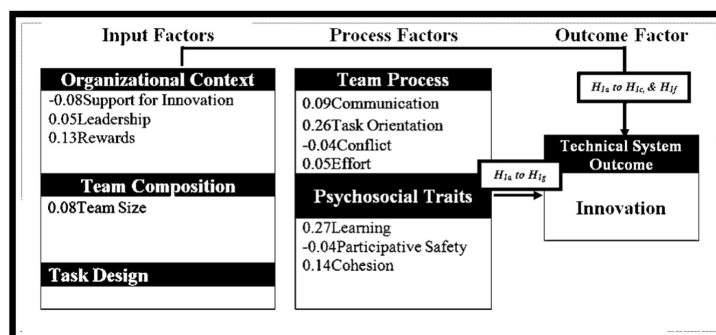 Input Factors
Process Factors
Outcome Factor
Organizational Context
-0.08Support for Innovation
0.05Leadership
0.13Rewards
Team Composition
0.08Team Size
Task Design
Team Process
0.09Communication
0.26Task Orientation
-0.04Conflict
0.05Effort
Psychosocial Traits
0.27Learning
-0.04Participative Safety
0.14Cohesion
H1a to H1c, & H1f
H1a to H1g
Technical System
Outcome
Innovation